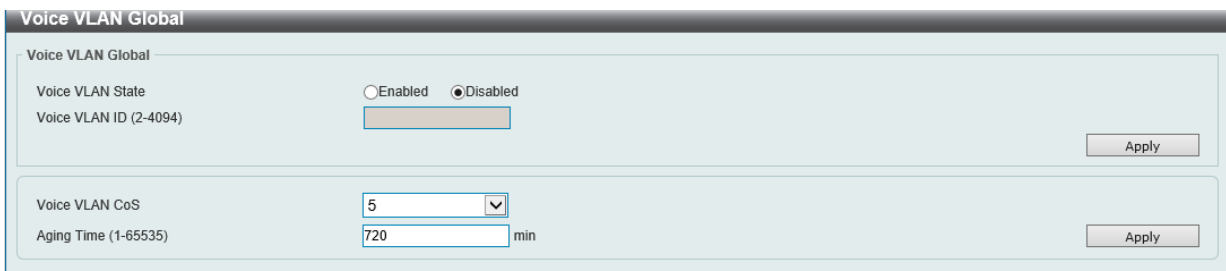 Voice VLAN Global
Voice VLAN Global
Voice VLAN State Enabled Disabled
Voice VLAN ID (2-4094)
Apply
Voice VLAN CoS 5
Aging Time (1-65535) 720 min Apply